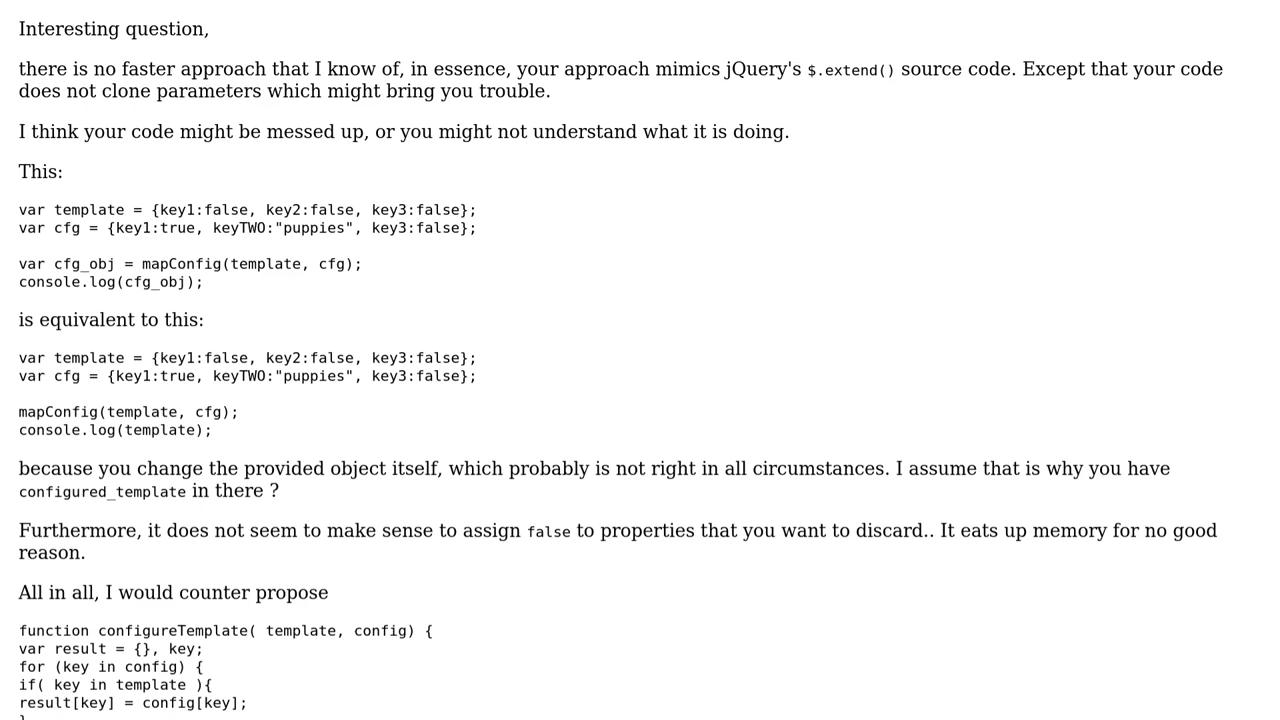 Interesting question,
there is no faster approach that I know of, in essence, your approach mimics jQuery's $.extend() source code. Except that your code
does not clone parameters which might bring you trouble.
I think your code might be messed up, or you might not understand what it is doing.
This:
var template = {key1:false, key2:false, key3:false};
var cfg = {key1:true, keyTWO:"puppies", key3:false};
var cfg_obj = mapConfig(template, cfg);
console.log(cfg_obj);
is equivalent to this:
var template = {key1:false, key2:false, key3:false};
var cfg = {key1:true, keyTWO:"puppies", key3:false};
mapConfig(template, cfg);
console.log(template);
because you change the provided object itself, which probably is not right in all circumstances. I assume that is why you have
configured_template in there ?
Furthermore, it does not seem to make sense to assign false to properties that you want to discard.. It eats up memory for no good
reason.
All in all, I would counter propose
function configureTemplate( template, config) {
var result = {}, key;
for (key in config) {
if( key in template ){
result[key] = config[key];
}